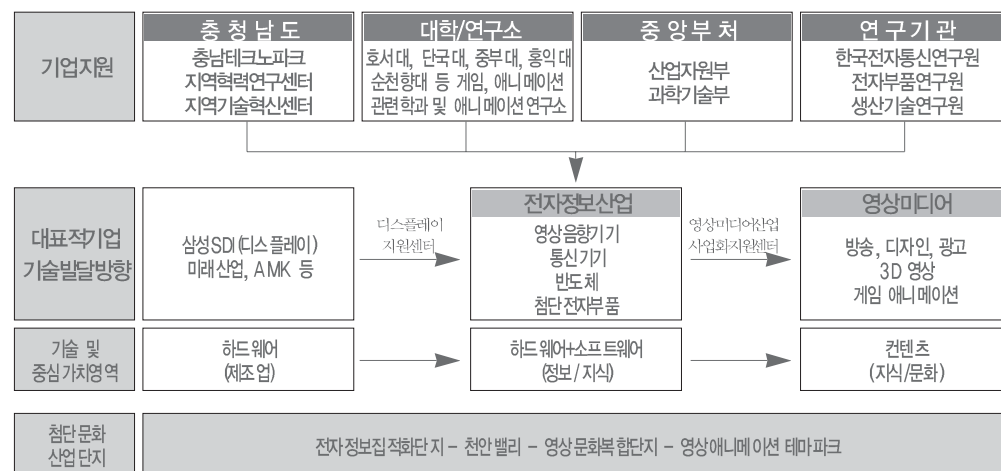 기업지원
충청남도
충남테크노파크
지역혁력연구센터
지역기술혁신센터
대학/연구소
호서대, 단국대, 중부대, 홍익대
순천향대 등 게임, 애니메이션
관련학과 및 애니메이션연구소
중앙부처
산업자원부
과학기술부
연구기관
한국전자통신연구원
전자부품연구원
생산기술연구원
대표적기업
기술발달방향
삼성SDI(디스플레이)
미래산업, AMK 등
디스플레이
지원센터
전자정보산업
영상음향기기
통신기기
반도체
첨단전자부품
영상미디어산업
사업화지원센터
영상미디어
방송, 디자인, 광고
3D 영상
게임 애니메이션
기술 및
중심가치영역
하드웨어
(제조업)
하드웨어+소프트웨어
(정보/지식)
컨텐츠
(지식/문화)
첨단문화
산업단지
전자정보집적화단지 - 천안밸리 - 영상문화복합단지 - 영상애니메이션 테마파크